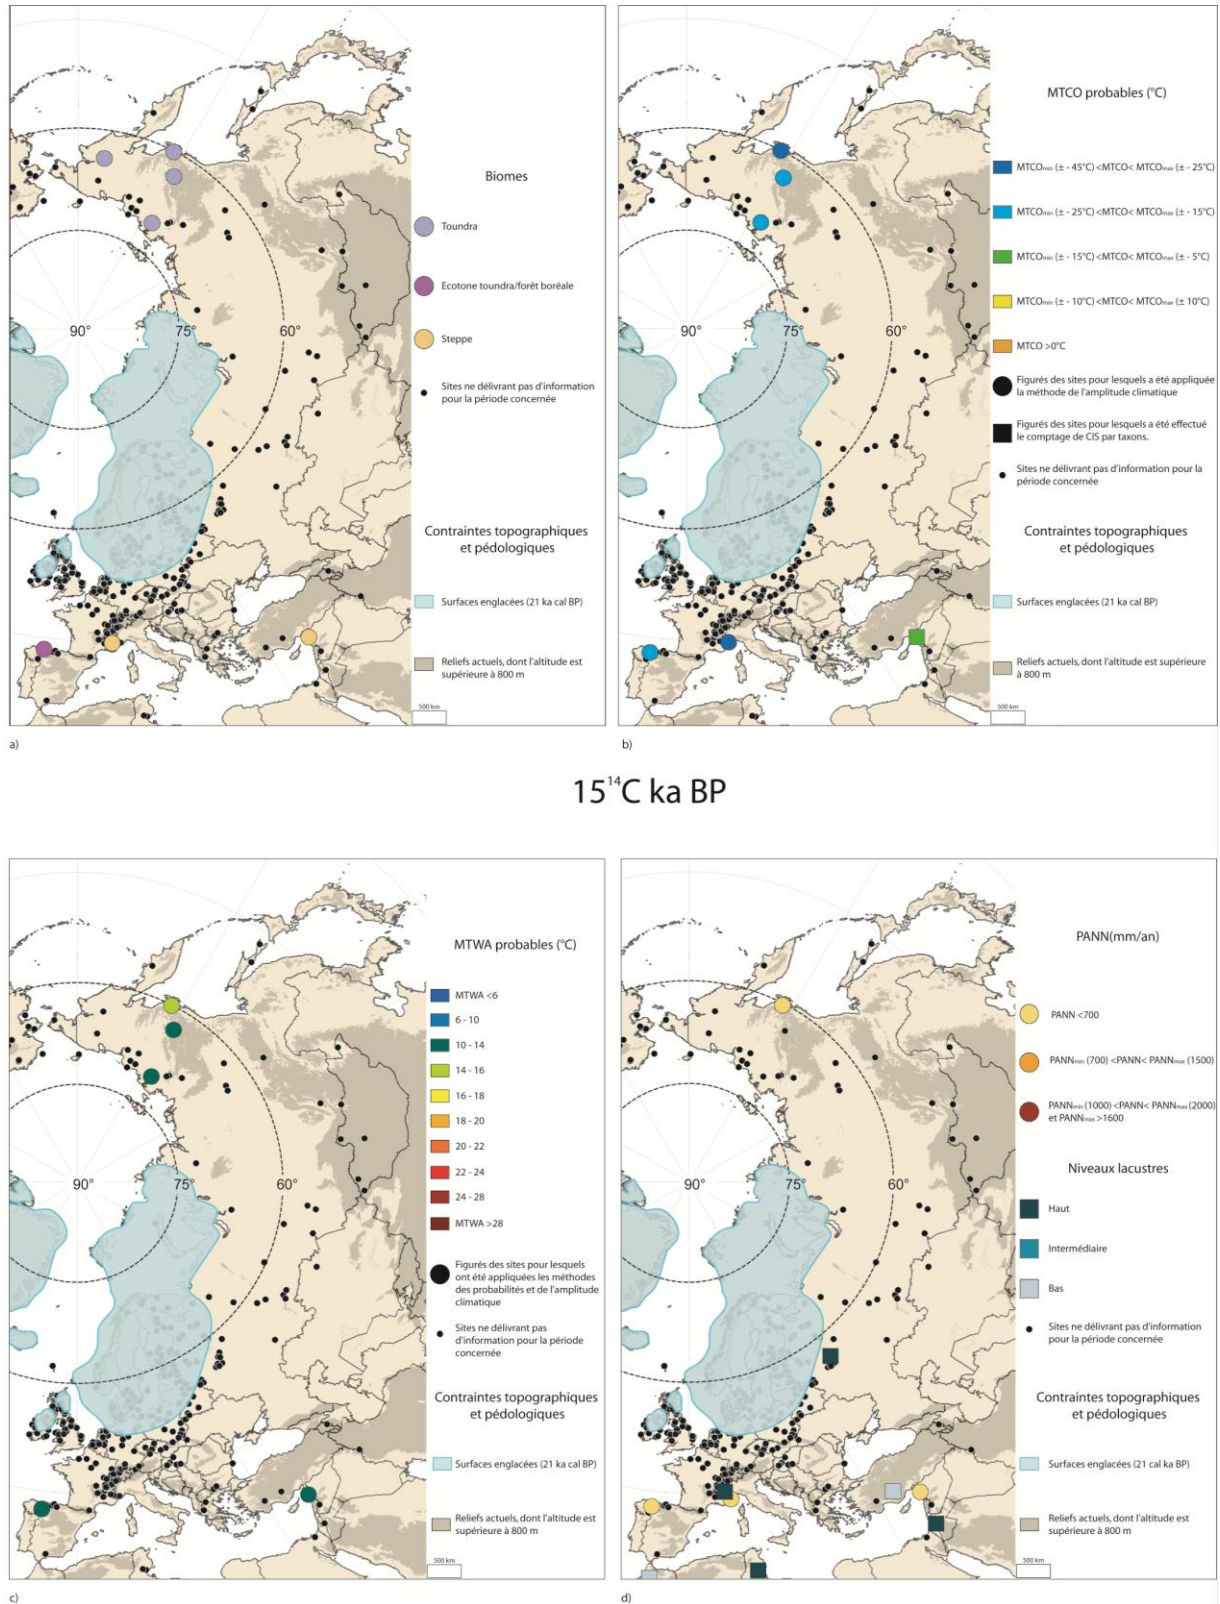 Biomes
Toundra
Ecotone toundra/forêt boréale
Steppe
Sites ne délivrant pas d'information
pour la période concernée
90°
75°
60°
Contraintes topographiques
et pédologiques
Surfaces englacées (21 ka cal BP)
Reliefs actuels, dont l'altitude est
supérieure à 800 m
500 km
a)
MTCO probables (°C)
MTCOmin (± - 45°C) <MTCO< MTCOmax (± - 25°C)
MTCOmin (± - 25°C) <MTCO< MTCOmax (± - 15°C)
MTCOmin (± - 15°C) <MTCO< MTCOmax (± - 5°C)
MTCOmin (± - 10°C) <MTCO< MTCOmax (± 10°C)
MTCO >0°C
Figurés des sites pour lesquels a été appliquée
la méthode de l'amplitude climatique
Figurés des sites pour lesquels a été effectué
le comptage de CIS par taxons.
Sites ne délivrant pas d'information pour la
période concernée
90°
75°
60°
Contraintes topographiques
et pédologiques
Surfaces englacées (21 ka cal BP)
Reliefs actuels, dont l'altitude est supérieure
à 800 m
500 km
b)
15¹⁴C ka BP
MTWA probables (°C)
MTWA <6
6 - 10
10 - 14
14 - 16
16 - 18
18 - 20
20 - 22
22 - 24
24 - 28
MTWA >28
90°
75°
60°
Figurés des sites pour lesquels
ont été appliquées les méthodes
des probabilités et de l'amplitude
climatique
Sites ne délivrant pas
d'information pour la période
concernée
Contraintes topographiques
et pédologiques
Surfaces englacées (21 ka cal BP)
Reliefs actuels, dont l'altitude est
supérieure à 800 m
500 km
c)
PANN(mm/an)
PANN <700
PANNmin (700) <PANN< PANNmax (1500)
PANNmin (1000) <PANN< PANNmax (2000)
et PANNmax >1600
Niveaux lacustres
90°
75°
60°
Haut
Intermédiaire
Bas
Sites ne délivrant pas d'information
pour la période concernée
Contraintes topographiques
et pédologiques
Surfaces englacées (21 cal ka BP)
Reliefs actuels, dont l'altitude est
supérieure à 800 m
500 km
d)